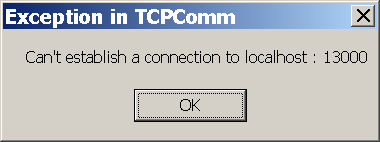 Exception in TCPComm
Can't establish a connection to localhost : 13000
OK